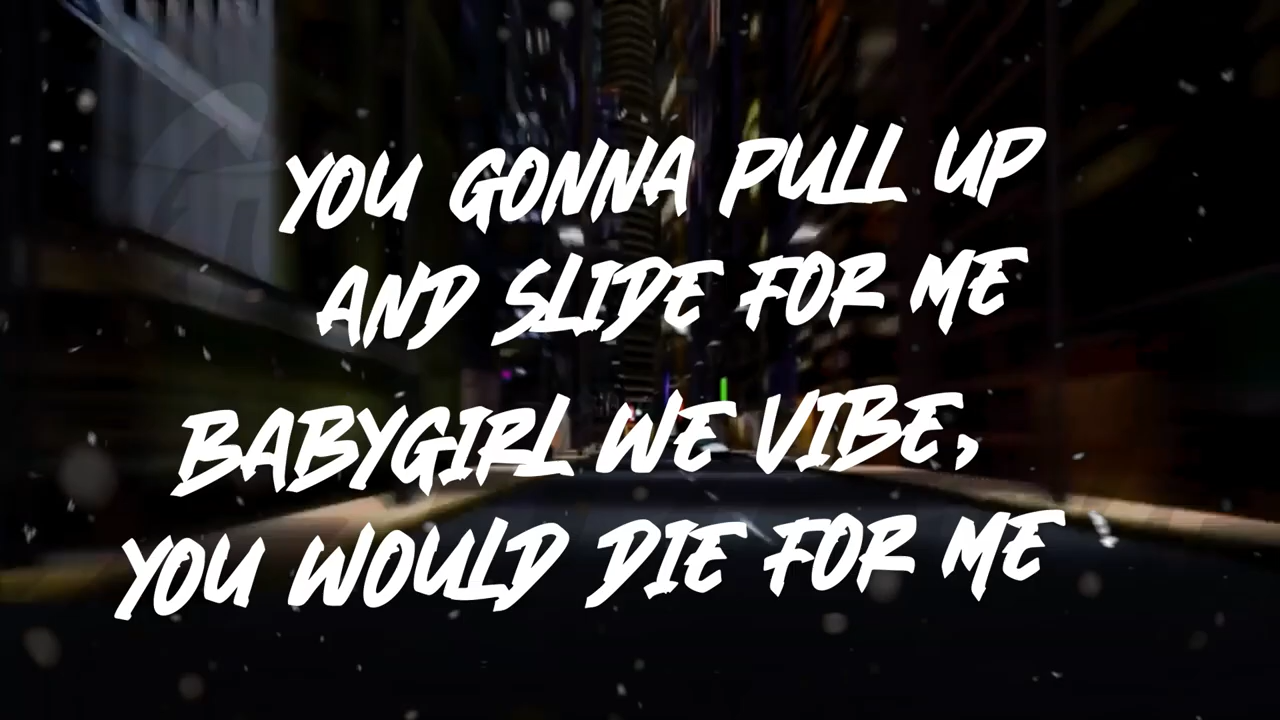 YOU GONNA PULL UP
AND SLIDE FOR ME
BABYGIRL WE VIBE,
YOU WOULD DIE FOR ME